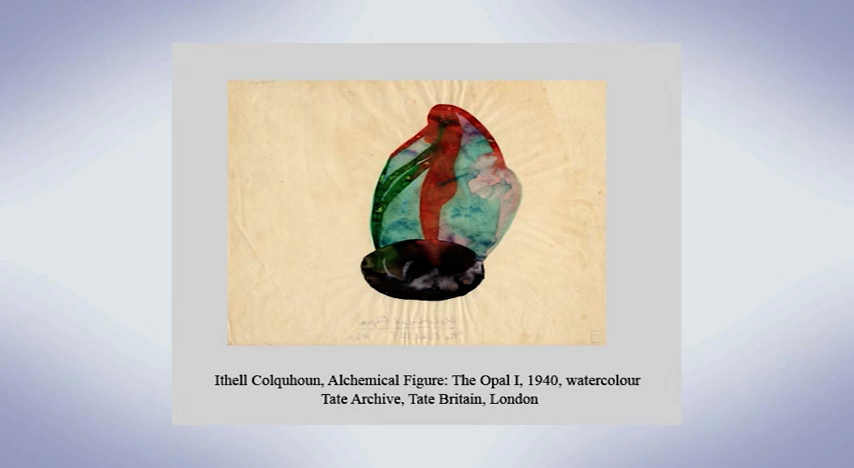 Ithell Colquhoun, Alchemical Figure: The Opal I, 1940, watercolour
Tate Archive, Tate Britain, London